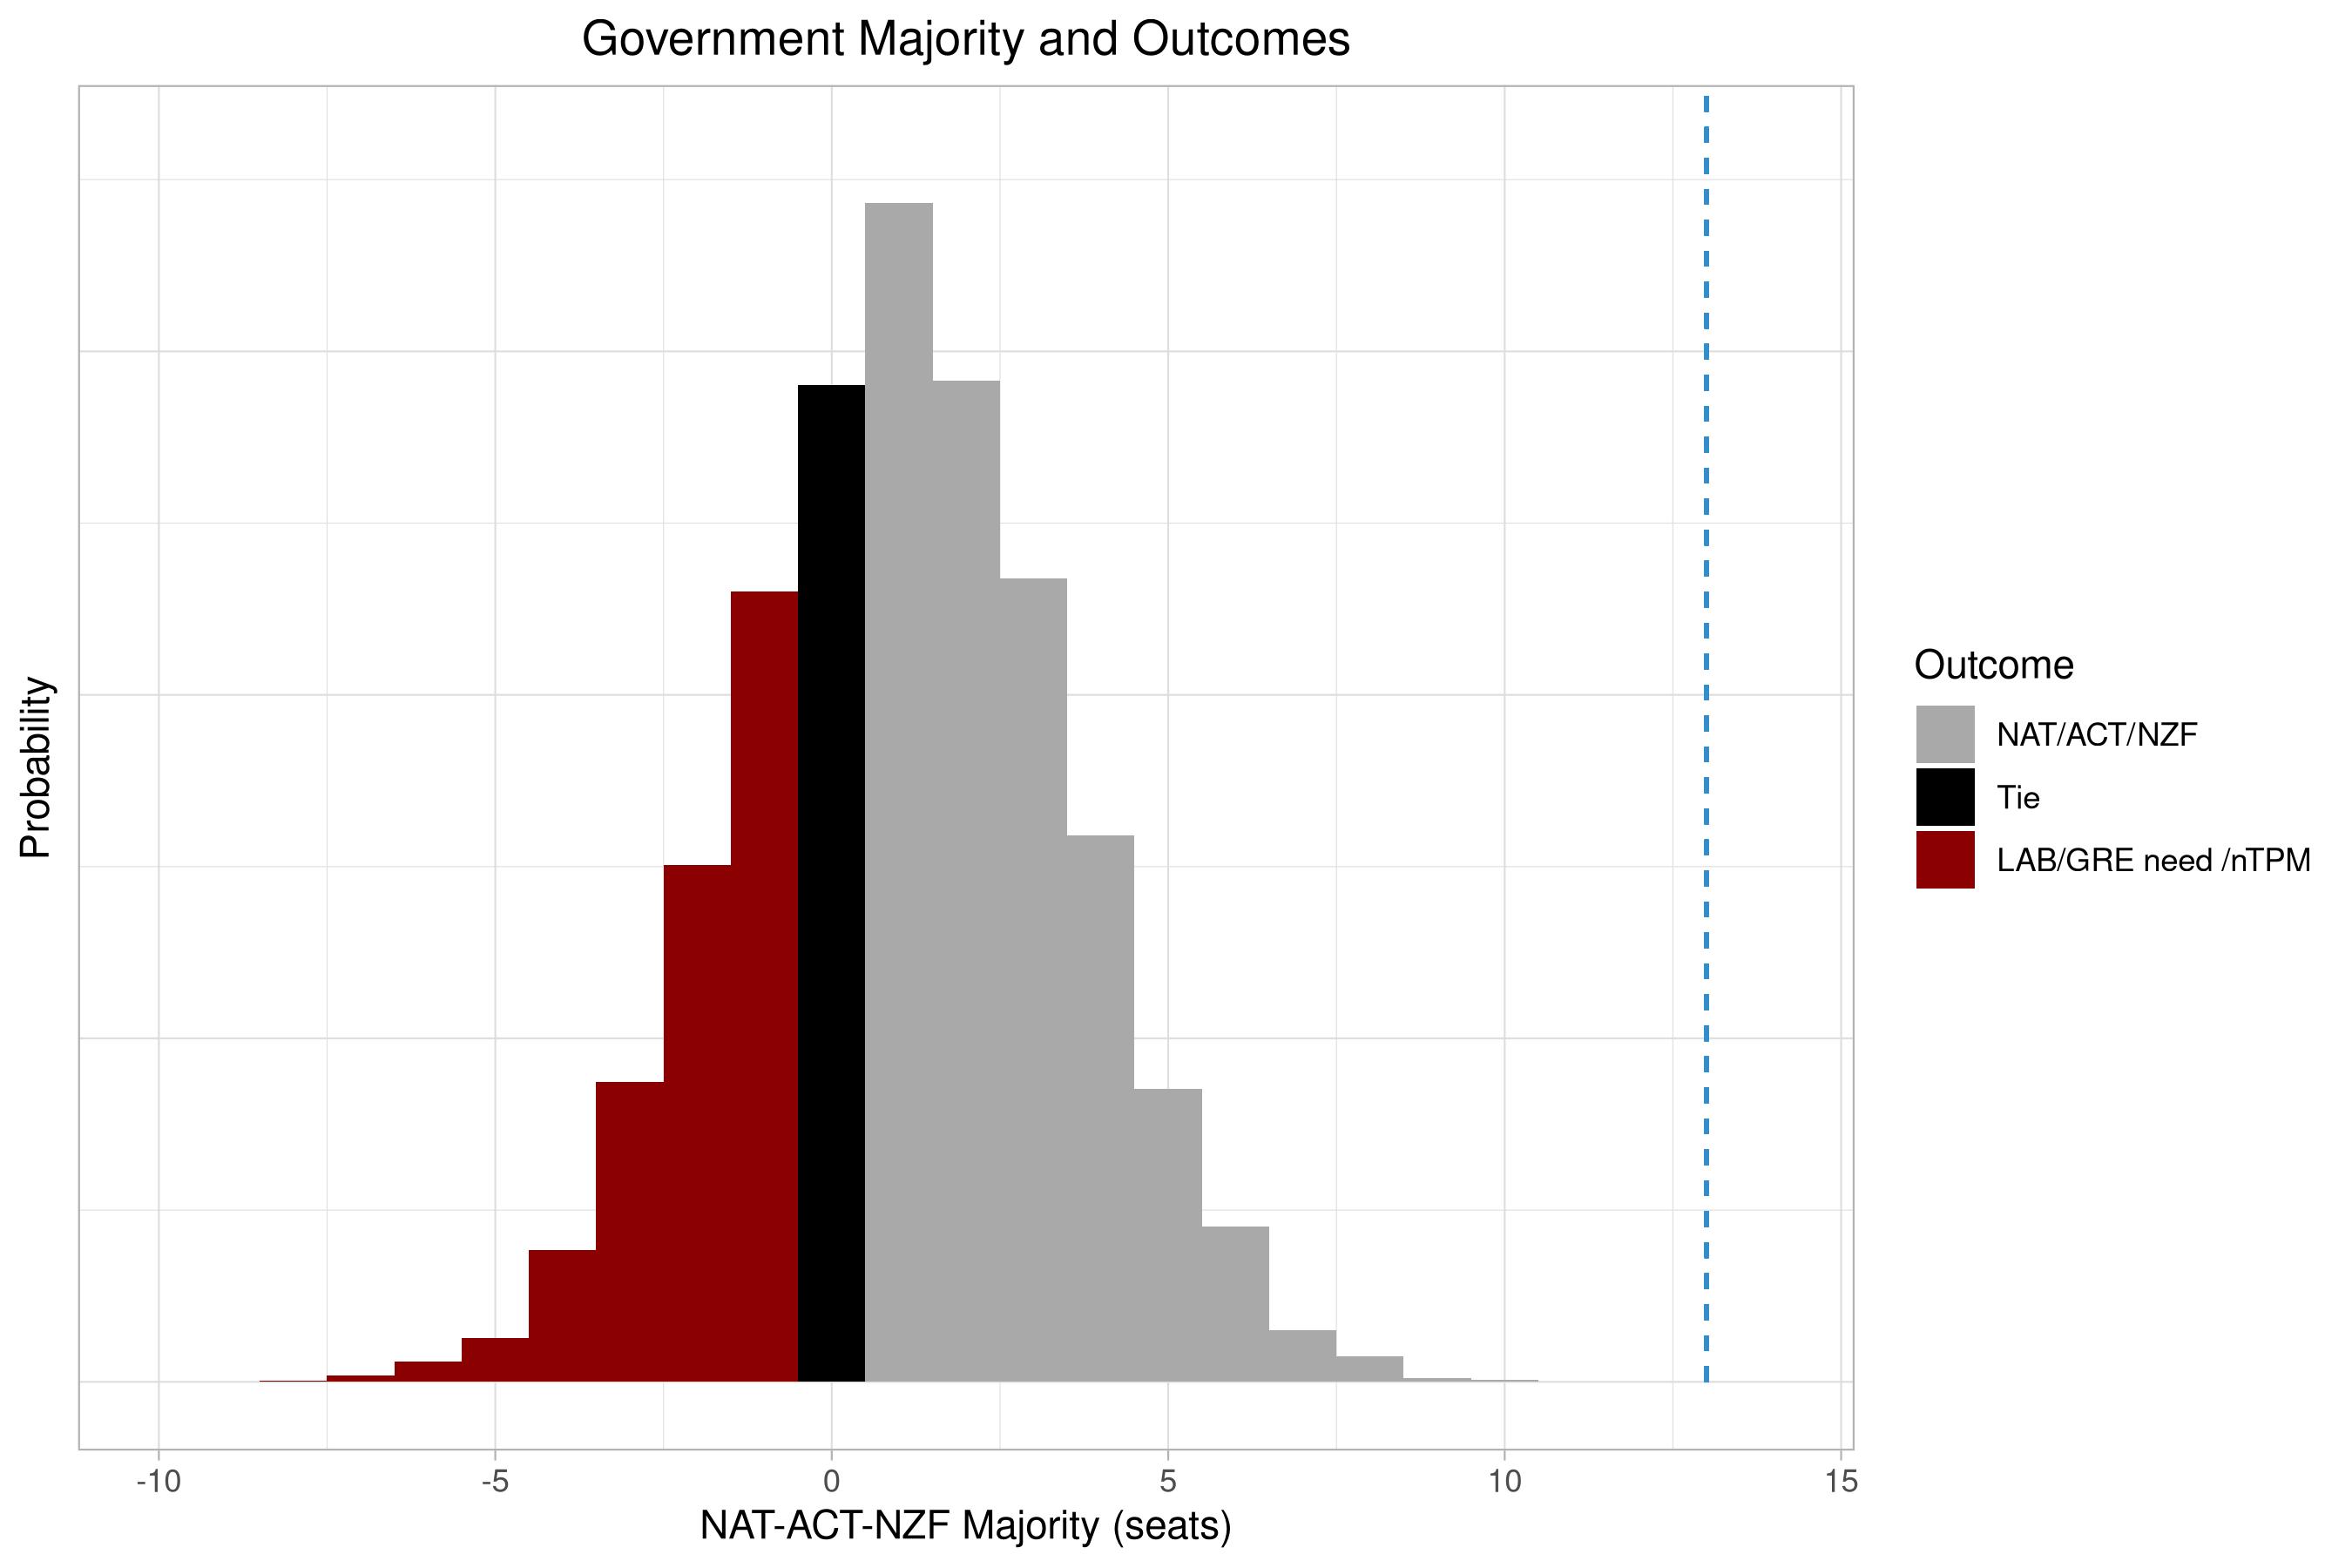 Government Majority and Outcomes
Probability
-10 -5 0 5 10 15
NAT-ACT-NZF Majority (seats)
Outcome
NAT/ACT/NZF
Tie
LAB/GRE need /nTPM